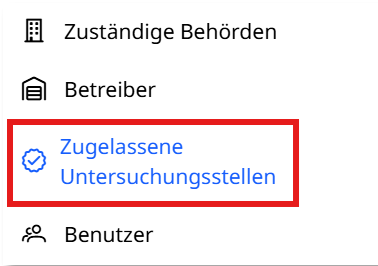 Zuständige Behörden
Betreiber
Zugelassene
Untersuchungsstellen
Benutzer